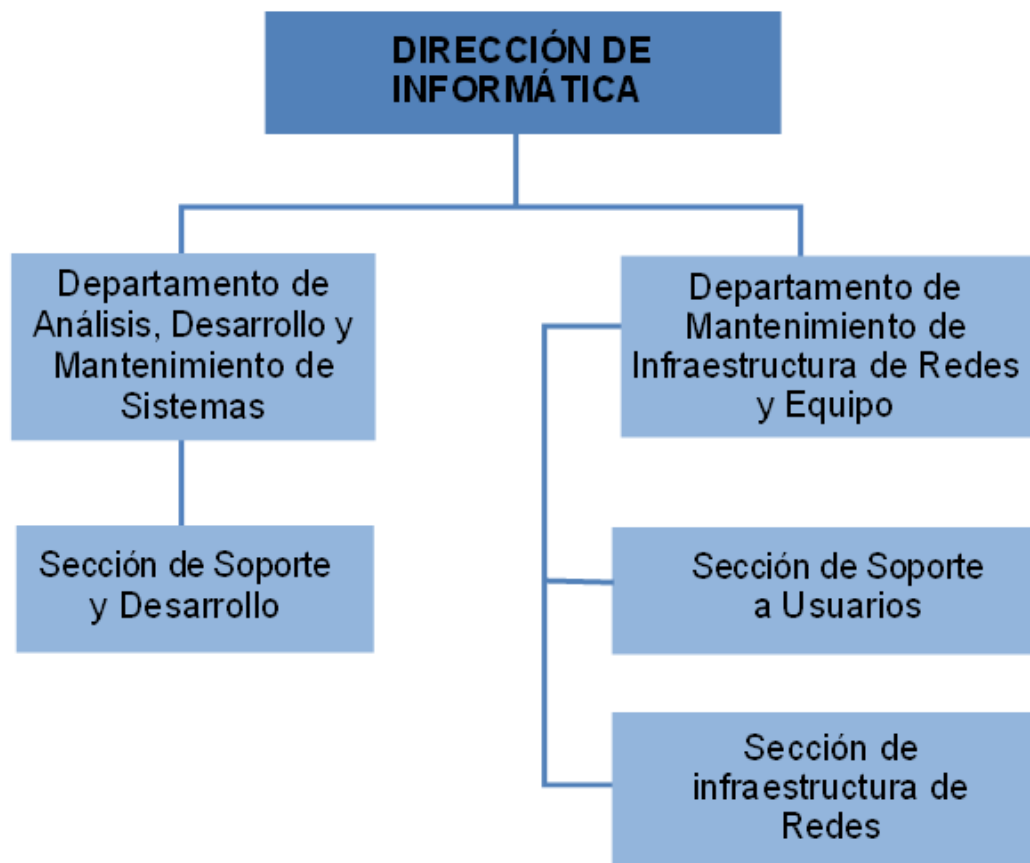 DIRECCIÓN DE
INFORMÁTICA
Departamento de
Análisis, Desarrollo y
Mantenimiento de
Sistemas
Departamento de
Mantenimiento de
Infraestructura de Redes
y Equipo
Sección de Soporte
y Desarrollo
Sección de Soporte
a Usuarios
Sección de
infraestructura de
Redes